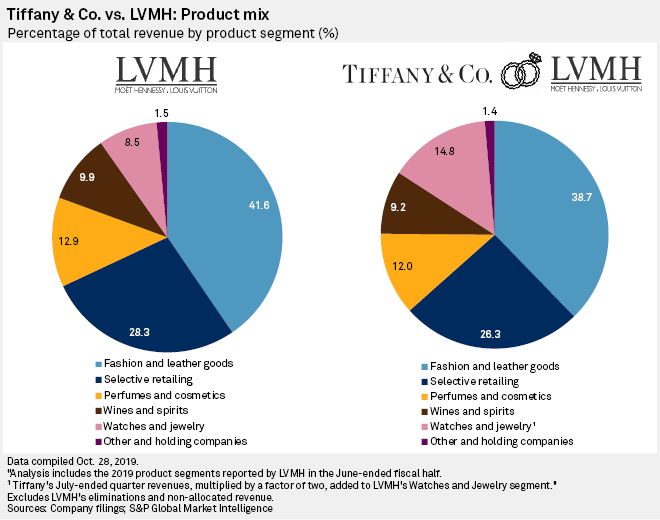 Tiffany & Co. vs. LVMH: Product mix
Percentage of total revenue by product segment (%)
LVMH
MOËT HENNESSY . LOUIS VUITTON
TIFFANY & CO.
LVMH
MOËT HENNESSY . LOUIS VUITTON
1.5
8.5
9.9
12.9
28.3
41.6
1.4
14.8
9.2
12.0
26.3
38.7
Fashion and leather goods
Selective retailing
Perfumes and cosmetics
Wines and spirits
Watches and jewelry
Other and holding companies
Fashion and leather goods
Selective retailing
Perfumes and cosmetics
Wines and spirits
Watches and jewelry¹
Other and holding companies
Data compiled Oct. 28, 2019.
"Analysis includes the 2019 product segments reported by LVMH in the June-ended fiscal half.
¹ Tiffany's July-ended quarter revenues, multiplied by a factor of two, added to LVMH's Watches and Jewelry segment."
Excludes LVMH's eliminations and non-allocated revenue.
Sources: Company filings; S&P Global Market Intelligence